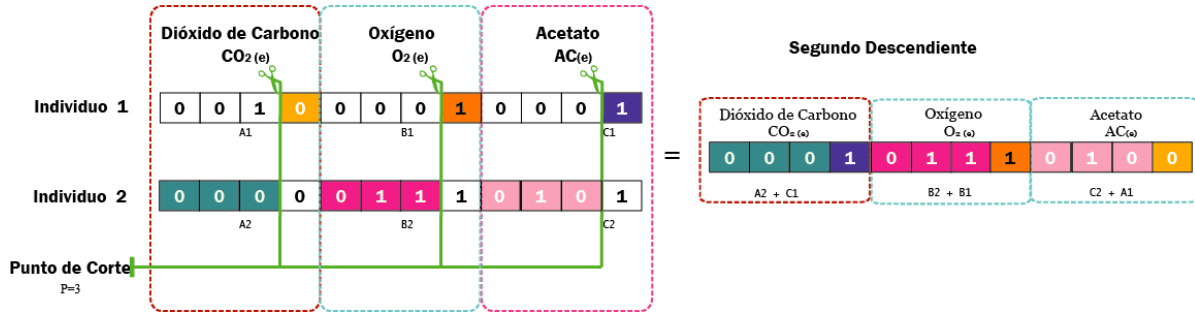 Dióxido de Carbono
CO₂ (e)
Oxígeno
O₂ (e)
Acetato
AC(e)
Individuo 1
0 0 1 0 0 0 0 1 0 0 0 1
A1
B1
C1
Individuo 2
0 0 0 0 0 1 1 1 0 1 0 1
A2
B2
C2
Punto de Corte
P=3
=
Segundo Descendiente
Dióxido de Carbono
CO₂ (e)
Oxígeno
O₂ (e)
Acetato
AC(e)
0 0 0 1 0 1 1 1 0 1 0 0
A2 + C1
B2 + B1
C2 + A1